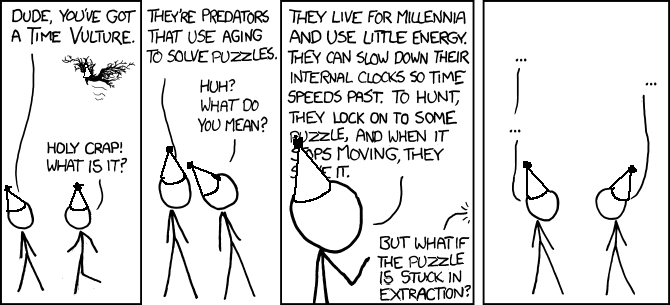 DUDE, YOU'VE GOT
A TIME VULTURE.
HOLY CRAP!
WHAT IS IT?
THEY'RE PREDATORS
THAT USE AGING
TO SOLVE PUZZLES.
HUH?
WHAT DO
YOU MEAN?
THEY LIVE FOR MILLENNIA
AND USE LITTLE ENERGY.
THEY CAN SLOW DOWN THEIR
INTERNAL CLOCKS SO TIME
SPEEDS PAST. TO HUNT,
THEY LOCK ON TO SOME
PUZZLE, AND WHEN IT
STOPS MOVING, THEY
SOLVE IT.
BUT WHAT IF
THE PUZZLE
IS STUCK IN
EXTRACTION?
...
...
...